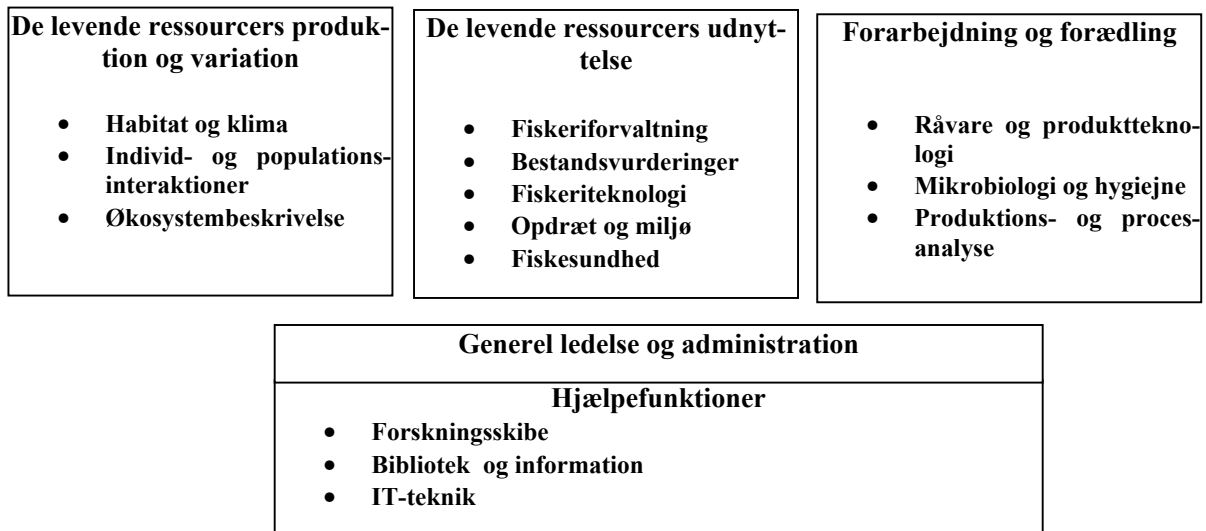 De levende ressourcers produk-
tion og variation
• Habitat og klima
• Individ- og populations-
interaktioner
• Økosystembeskrivelse
De levende ressourcers udnyt-
telse
• Fiskeriforvaltning
• Bestandsvurderinger
• Fiskeriteknologi
• Opdræt og miljø
• Fiskesundhed
Forarbejdning og forædling
• Råvare og produktteknо-
logi
• Mikrobiologi og hygiejne
• Produktions- og proces-
analyse
Generel ledelse og administration
Hjælpefunktioner
• Forskningsskibe
• Bibliotek og information
• IT-teknik